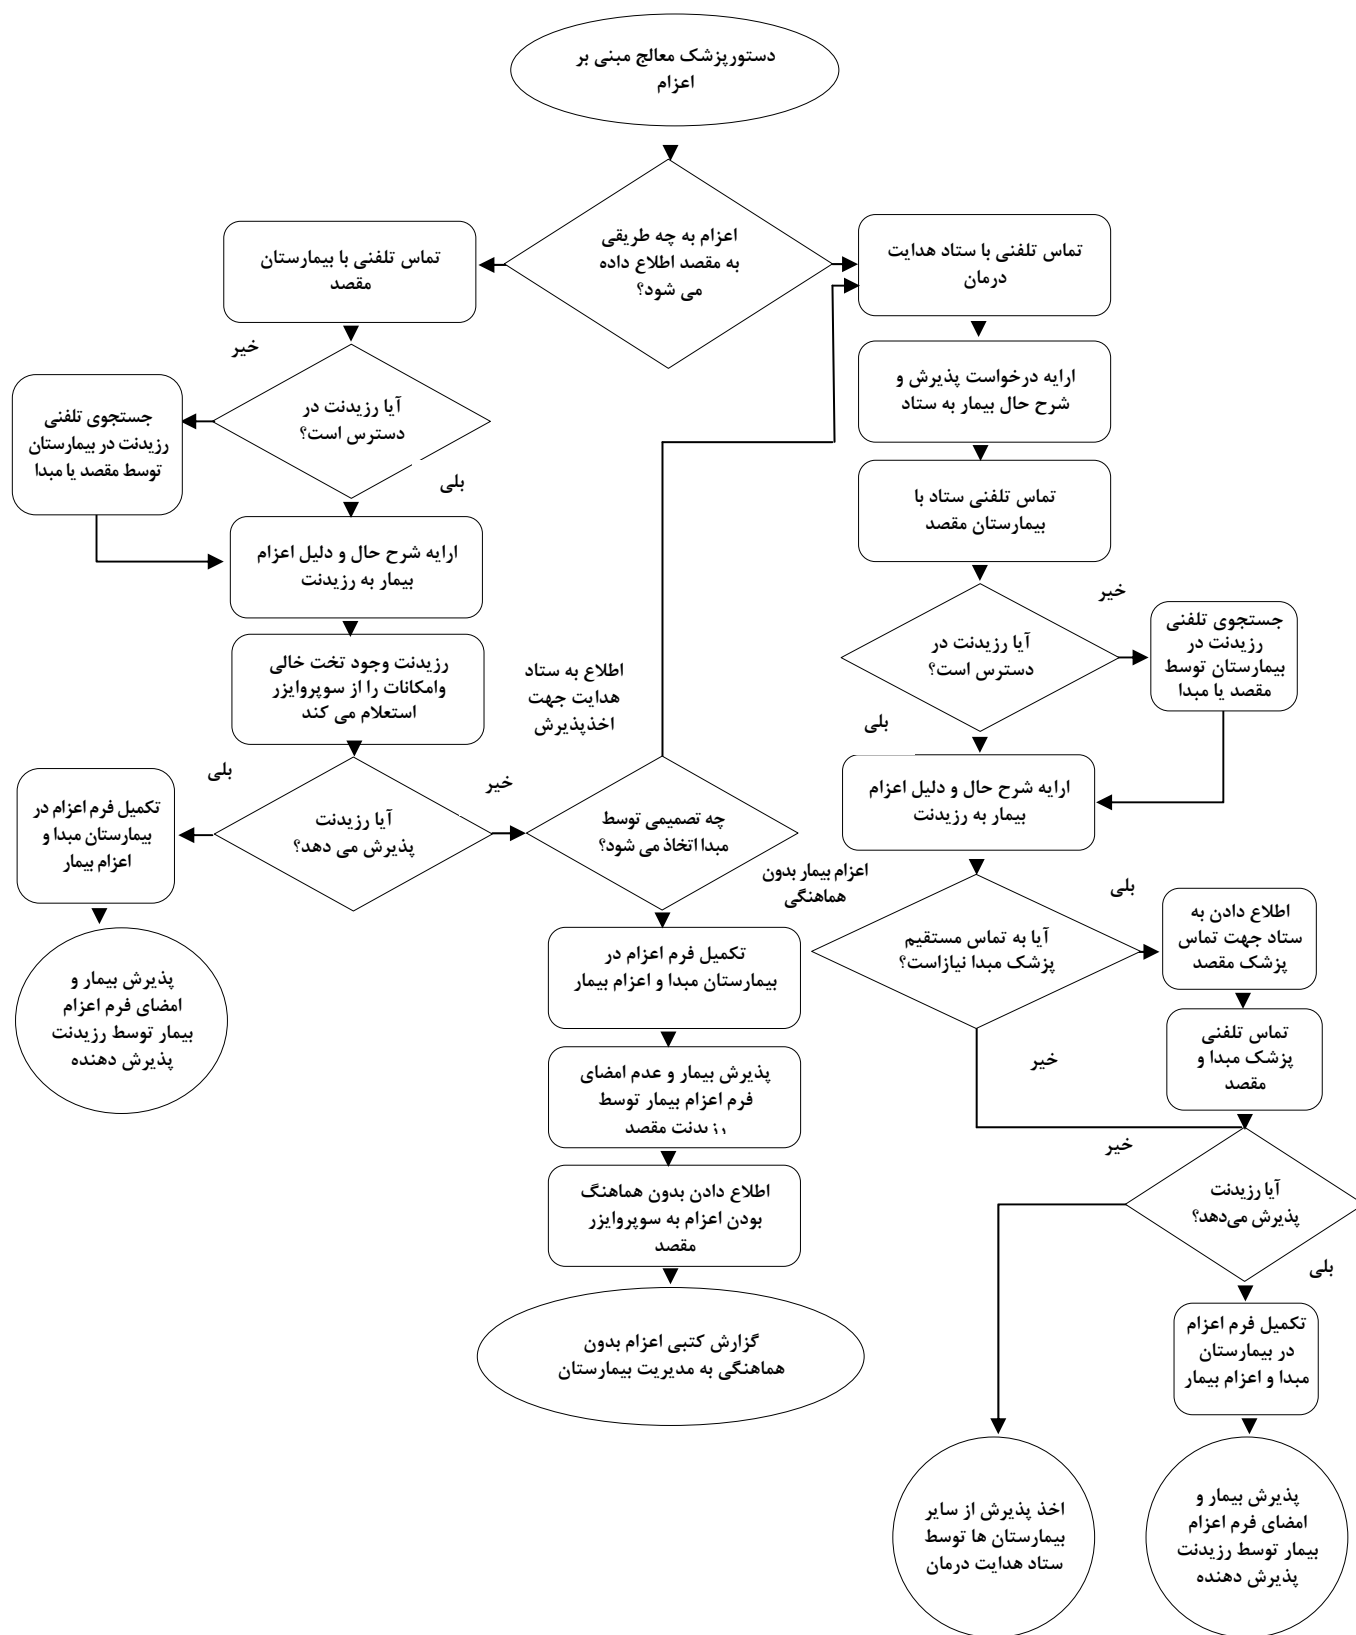 دستورپزشک معالج مبنی بر
اعزام
اعزام به چه طریقی
به مقصد اطلاع داده
می شود؟
تماس تلفنی با ستاد هدایت
درمان
تماس تلفنی با بیمارستان
مقصد
ارایه درخواست پذیرش و
شرح حال بیمار به ستاد
خیر
آیا رزیدنت در
دسترس است؟
جستجوی تلفنی
رزیدنت در بیمارستان
توسط مقصد یا مبدا
بلی
تماس تلفنی ستاد با
بیمارستان مقصد
ارایه شرح حال و دلیل اعزام
بیمار به رزیدنت
خیر
آیا رزیدنت در
دسترس است؟
جستجوی تلفنی
رزیدنت در
بیمارستان توسط
مقصد یا مبدا
بلی
رزیدنت وجود تخت خالی
وامکانات را از سوپروایزر
استعلام می کند
اطلاع به ستاد
هدایت جهت
اخذپذیرش
ارایه شرح حال و دلیل اعزام
بیمار به رزیدنت
بلی
خیر
آیا رزیدنت
پذیرش می دهد؟
تکمیل فرم اعزام در
بیمارستان مبدا و
اعزام بیمار
چه تصمیمی توسط
مبدا اتخاذ می شود؟
اعزام بیمار بدون
هماهنگی
بلی
آیا به تماس مستقیم
پزشک مبدا نیازاست؟
اطلاع دادن به
ستاد جهت تماس
پزشک مقصد
پذیرش بیمار و
امضای فرم اعزام
بیمار توسط رزیدنت
پذیرش دهنده
تکمیل فرم اعزام در
بیمارستان مبدا و اعزام بیمار
خیر
تماس تلفنی
پزشک مبدا و
مقصد
پذیرش بیمار و عدم امضای
فرم اعزام بیمار توسط
رزیدنت مقصد
خیر
آیا رزیدنت
پذیرش می‌دهد؟
بلی
اطلاع دادن بدون هماهنگ
بودن اعزام به سوپروایزر
مقصد
گزارش کتبی اعزام بدون
هماهنگی به مدیریت بیمارستان
تکمیل فرم اعزام
در بیمارستان
مبدا و اعزام بیمار
اخذ پذیرش از سایر
بیمارستان ها توسط
ستاد هدایت درمان
پذیرش بیمار و
امضای فرم اعزام
بیمار توسط رزیدنت
پذیرش دهنده